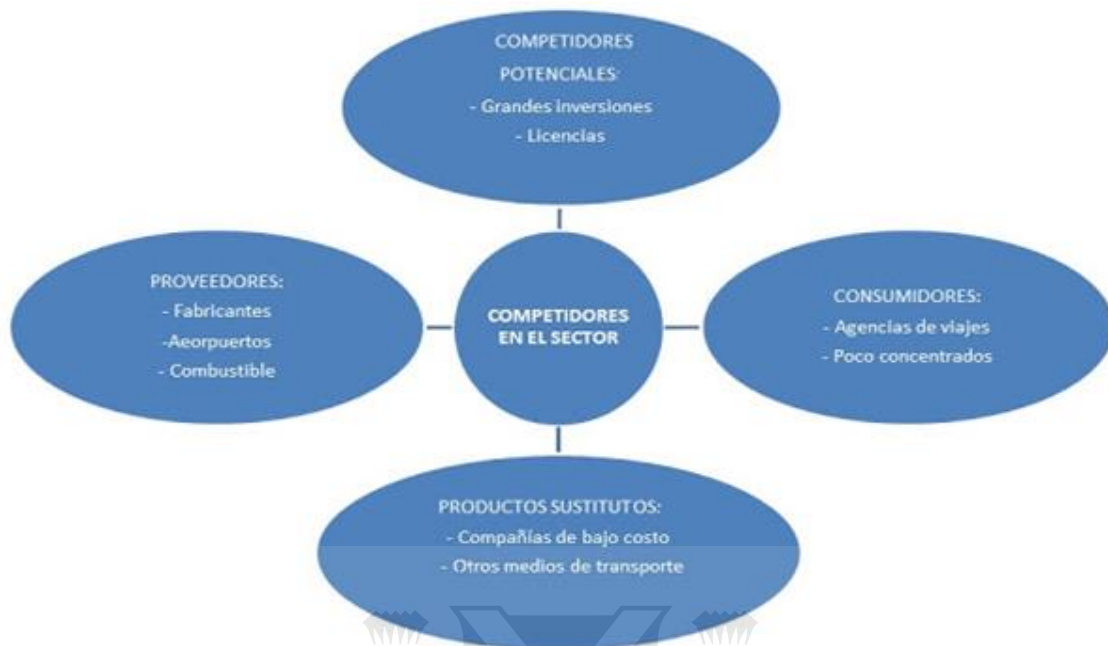 COMPETIDORES
POTENCIALES:
- Grandes inversiones
- Licencias
PROVEEDORES:
- Fabricantes
-Aeorpuertos
- Combustible
COMPETIDORES
EN EL SECTOR
CONSUMIDORES:
- Agencias de viajes
- Poco concentrados
PRODUCTOS SUSTITUTOS:
- Compañías de bajo costo
- Otros medios de transporte